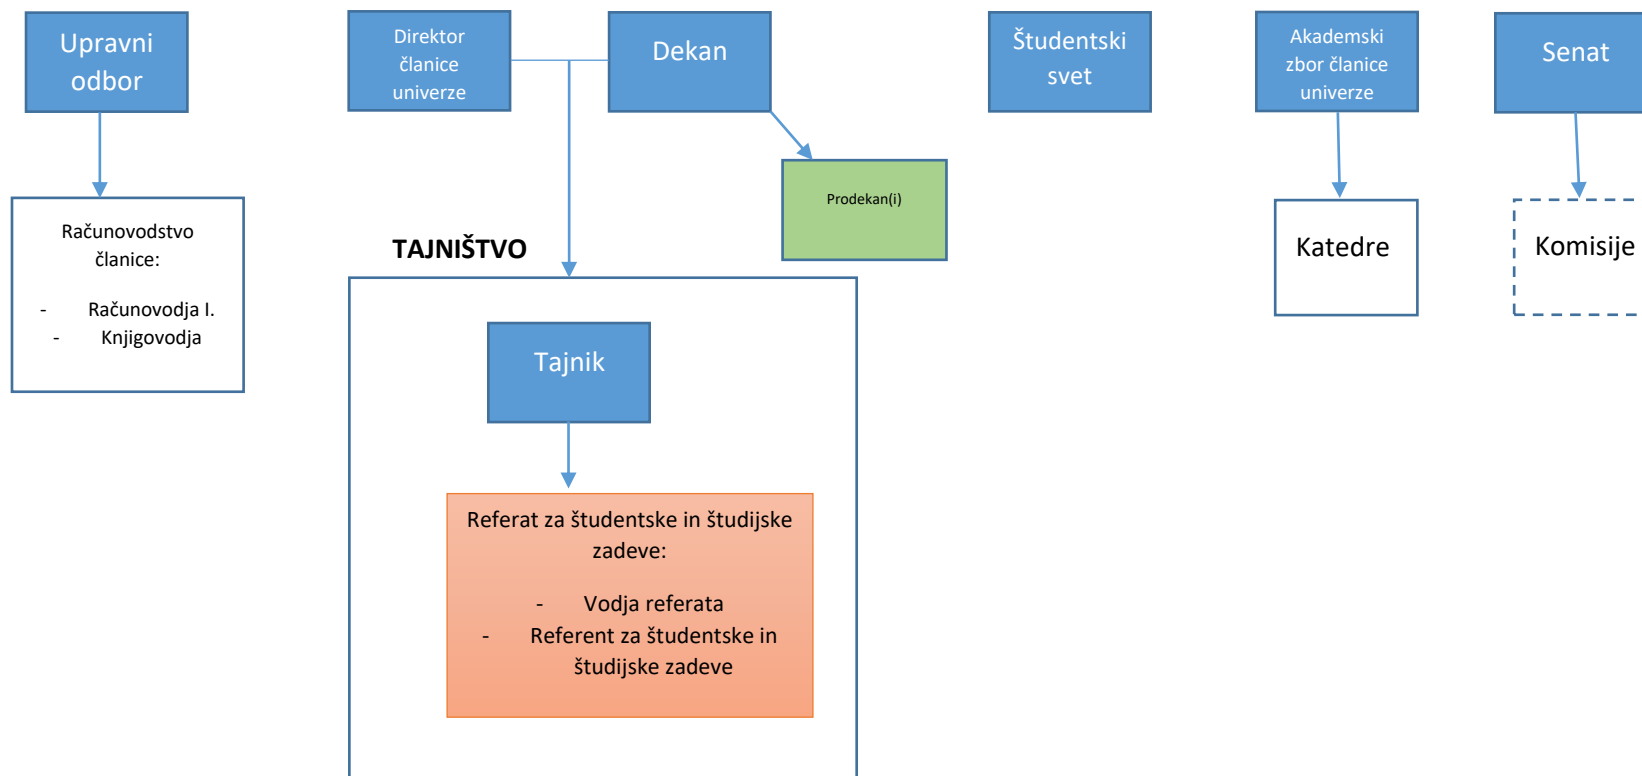 Upravni
odbor
Direktor
članice
univerze
Dekan
Študentski
svet
Akademski
zbor članice
univerze
Senat
Prodekan(i)
Računovodstvo
članice:
- Računovodja I.
- Knjigovodja
TAJNIŠTVO
Katedre
Komisije
Tajnik
Referat za študentske in študijske
zadeve:
- Vodja referata
- Referent za študentske in
študijske zadeve